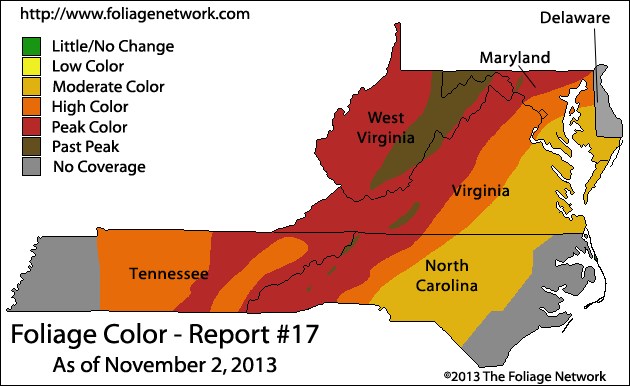 http://www.foliagenetwork.com
Delaware
Little/No Change
Low Color
Moderate Color
High Color
Peak Color
Past Peak
No Coverage
Maryland
West
Virginia
Virginia
Tennessee
North
Carolina
Foliage Color - Report #17
As of November 2, 2013
©2013 The Foliage Network